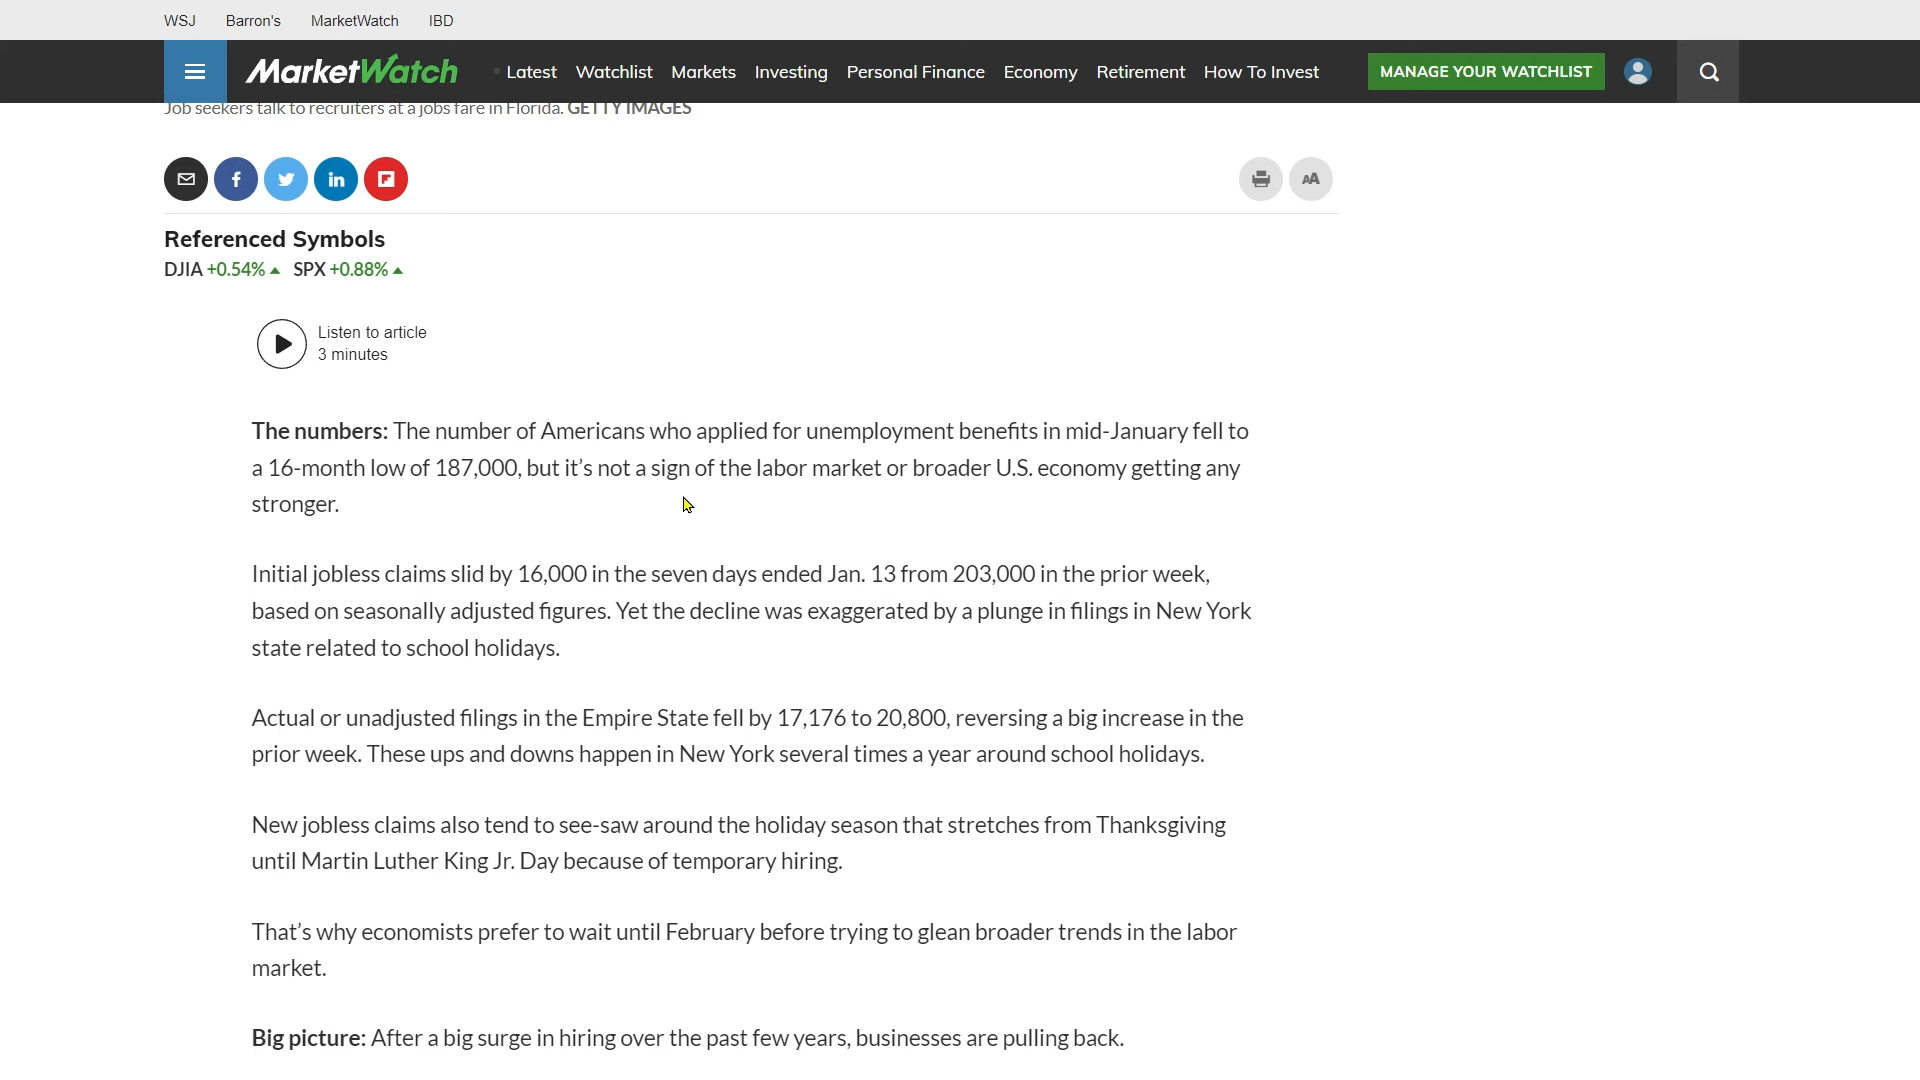 WSJ Barron's MarketWatch IBD
MarketWatch Latest Watchlist Markets Investing Personal Finance Economy Retirement How To Invest MANAGE YOUR WATCHLIST
Job seekers talk to recruiters at a jobs fare in Florida. GETTY IMAGES
AA
Referenced Symbols
DJIA +0.54% SPX +0.88%
Listen to article
3 minutes
The numbers: The number of Americans who applied for unemployment benefits in mid-January fell to
a 16-month low of 187,000, but it’s not a sign of the labor market or broader U.S. economy getting any
stronger.
Initial jobless claims slid by 16,000 in the seven days ended Jan. 13 from 203,000 in the prior week,
based on seasonally adjusted figures. Yet the decline was exaggerated by a plunge in filings in New York
state related to school holidays.
Actual or unadjusted filings in the Empire State fell by 17,176 to 20,800, reversing a big increase in the
prior week. These ups and downs happen in New York several times a year around school holidays.
New jobless claims also tend to see-saw around the holiday season that stretches from Thanksgiving
until Martin Luther King Jr. Day because of temporary hiring.
That’s why economists prefer to wait until February before trying to glean broader trends in the labor
market.
Big picture: After a big surge in hiring over the past few years, businesses are pulling back.